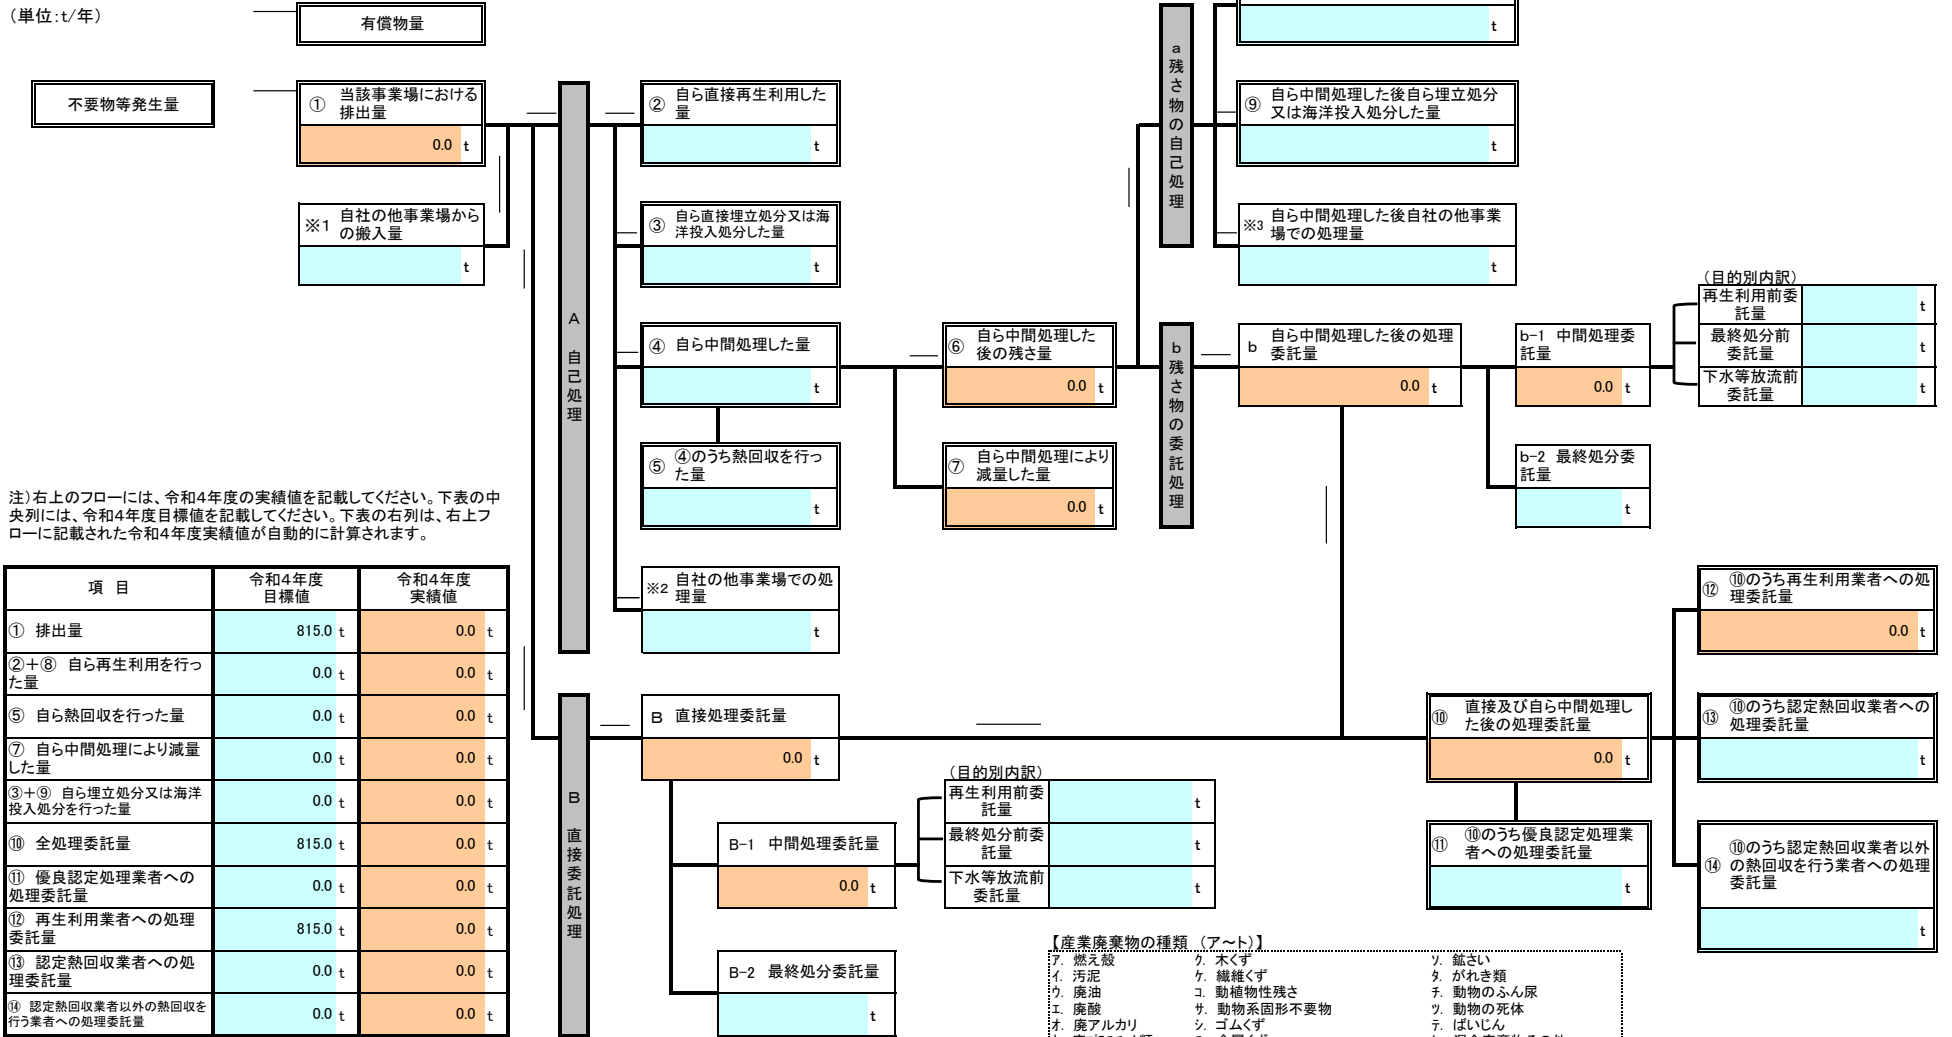 (単位:t/年)
有償物量
t
不要物等発生量
① 当該事業場における
排出量
0.0 t
※1 自社の他事業場から
の搬入量
t
A 自己処理
② 自ら直接再生利用した
量
t
③ 自ら直接埋立処分又は海
洋投入処分した量
t
④ 自ら中間処理した量
t
⑤ ④のうち熱回収を行っ
た量
t
※2 自社の他事業場での処
理量
t
⑥ 自ら中間処理した
後の残さ量
0.0 t
⑦ 自ら中間処理により
減量した量
0.0 t
a 残さ物の自己処理
⑨ 自ら中間処理した後自ら埋立処分
又は海洋投入処分した量
t
※3 自ら中間処理した後自社の他事業
場での処理量
t
b 残さ物の委託処理
b 自ら中間処理した後の処理
委託量
0.0 t
b-1 中間処理委
託量
0.0 t
b-2 最終処分委
託量
t
(目的別内訳)
再生利用前委
託量
t
最終処分前
委託量
t
下水等放流前
委託量
t
注)右上のフローには、令和4年度の実績値を記載してください。下表の中
央列には、令和4年度目標値を記載してください。下表の右列は、右上フ
ローに記載された令和4年度実績値が自動的に計算されます。
項 目 令和4年度 目標値 令和4年度 実績値
① 排出量 815.0 t 0.0 t
②+⑧ 自ら再生利用を行っ
た量 0.0 t 0.0 t
⑤ 自ら熱回収を行った量 0.0 t 0.0 t
⑦ 自ら中間処理により減量
した量 0.0 t 0.0 t
③+⑨ 自ら埋立処分又は海洋
投入処分を行った量 0.0 t 0.0 t
⑩ 全処理委託量 815.0 t 0.0 t
⑪ 優良認定処理業者への
処理委託量 0.0 t 0.0 t
⑫ 再生利用業者への処理
委託量 815.0 t 0.0 t
⑬ 認定熱回収業者への処
理委託量 0.0 t 0.0 t
⑭ 認定熱回収業者以外の熱回収を
行う業者への処理委託量 0.0 t 0.0 t
B 直接委託処理
B 直接処理委託量
0.0 t
B-1 中間処理委託量
0.0 t
B-2 最終処分委託量
t
(目的別内訳)
再生利用前委
託量
t
最終処分前委
託量
t
下水等放流前
委託量
t
⑩ 直接及び自ら中間処理し
た後の処理委託量
0.0 t
⑪ ⑩のうち優良認定処理業
者への処理委託量
t
⑫ ⑩のうち再生利用業者への処
理委託量
0.0 t
⑬ ⑩のうち認定熱回収業者への
処理委託量
t
⑭ ⑩のうち認定熱回収業者以外
の熱回収を行う業者への処理
委託量
t
【産業廃棄物の種類 (ア~ト)】
ア. 燃え殻 ク. 木くず ソ. 鉱さい
イ. 汚泥 ケ. 繊維くず タ. がれき類
ウ. 廃油 コ. 動植物性残さ チ. 動物のふん尿
エ. 廃酸 サ. 動物系固形不要物 ツ. 動物の死体
オ. 廃アルカリ シ. ゴムくず テ. ばいじん